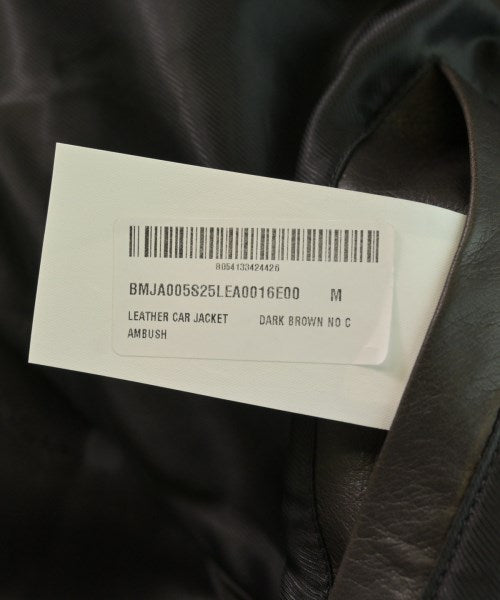 8054133424426
BMJA005S25LEA0016E00 M
LEATHER CAR JACKET DARK BROWN NO C
AMBUSH